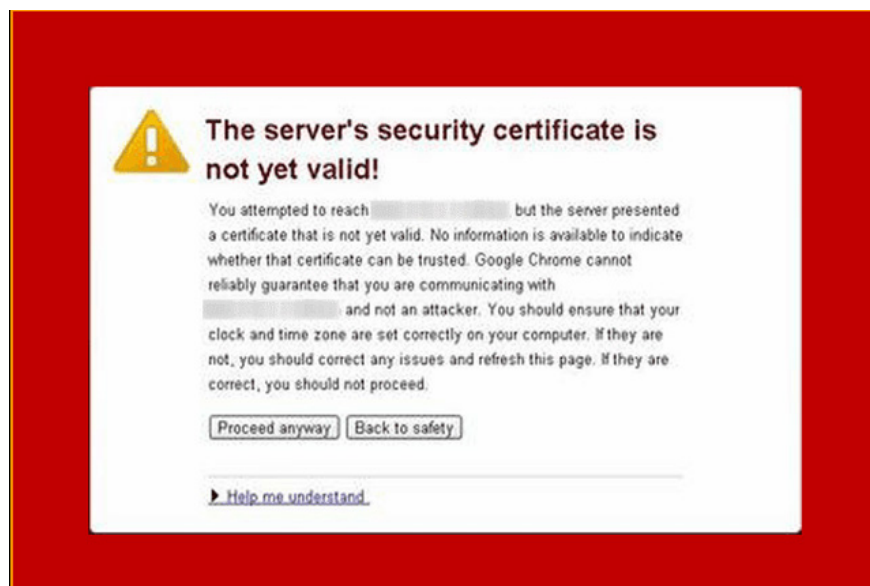 The server's security certificate is
not yet valid!
You attempted to reach but the server presented
a certificate that is not yet valid. No information is available to indicate
whether that certificate can be trusted. Google Chrome cannot
reliably guarantee that you are communicating with
and not an attacker. You should ensure that your
clock and time zone are set correctly on your computer. If they are
not, you should correct any issues and refresh this page. If they are
correct, you should not proceed.
Proceed anyway Back to safety
Help me understand